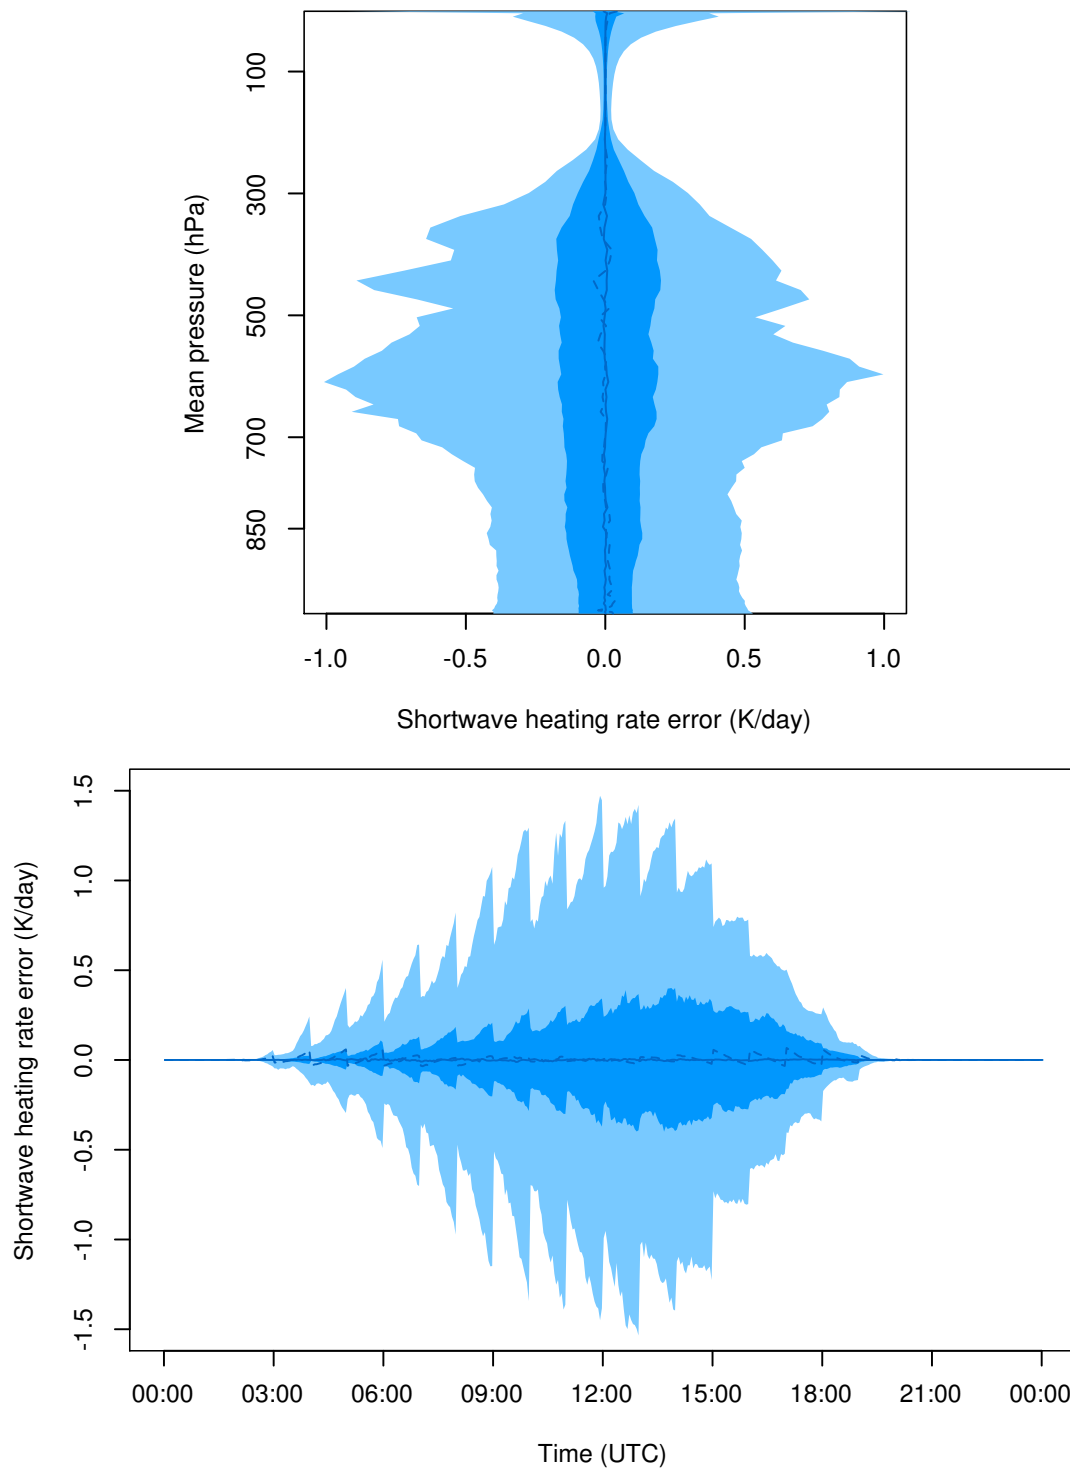 100
300
500
700
850
Mean pressure (hPa)
-1.0 -0.5 0.0 0.5 1.0
Shortwave heating rate error (K/day)
1.5
1.0
0.5
0.0
-0.5
-1.0
-1.5
Shortwave heating rate error (K/day)
00:00 03:00 06:00 09:00 12:00 15:00 18:00 21:00 00:00
Time (UTC)